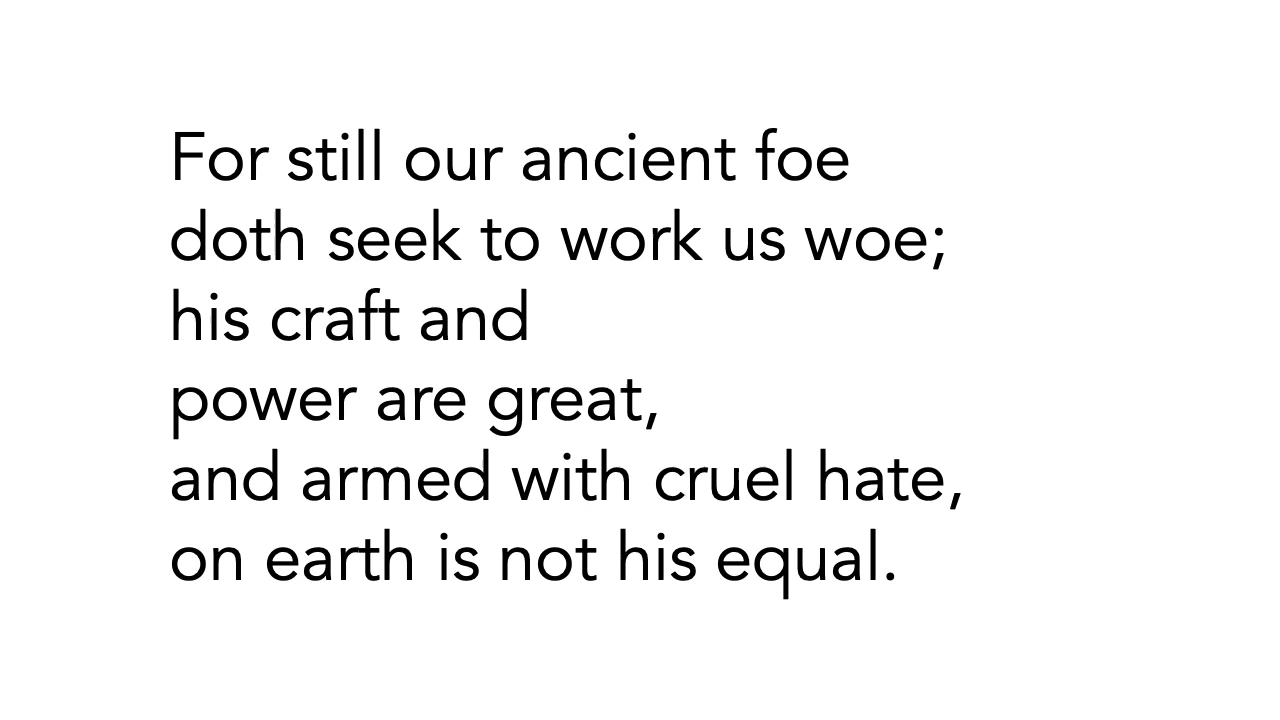 For still our ancient foe
doth seek to work us woe;
his craft and
power are great,
and armed with cruel hate,
on earth is not his equal.